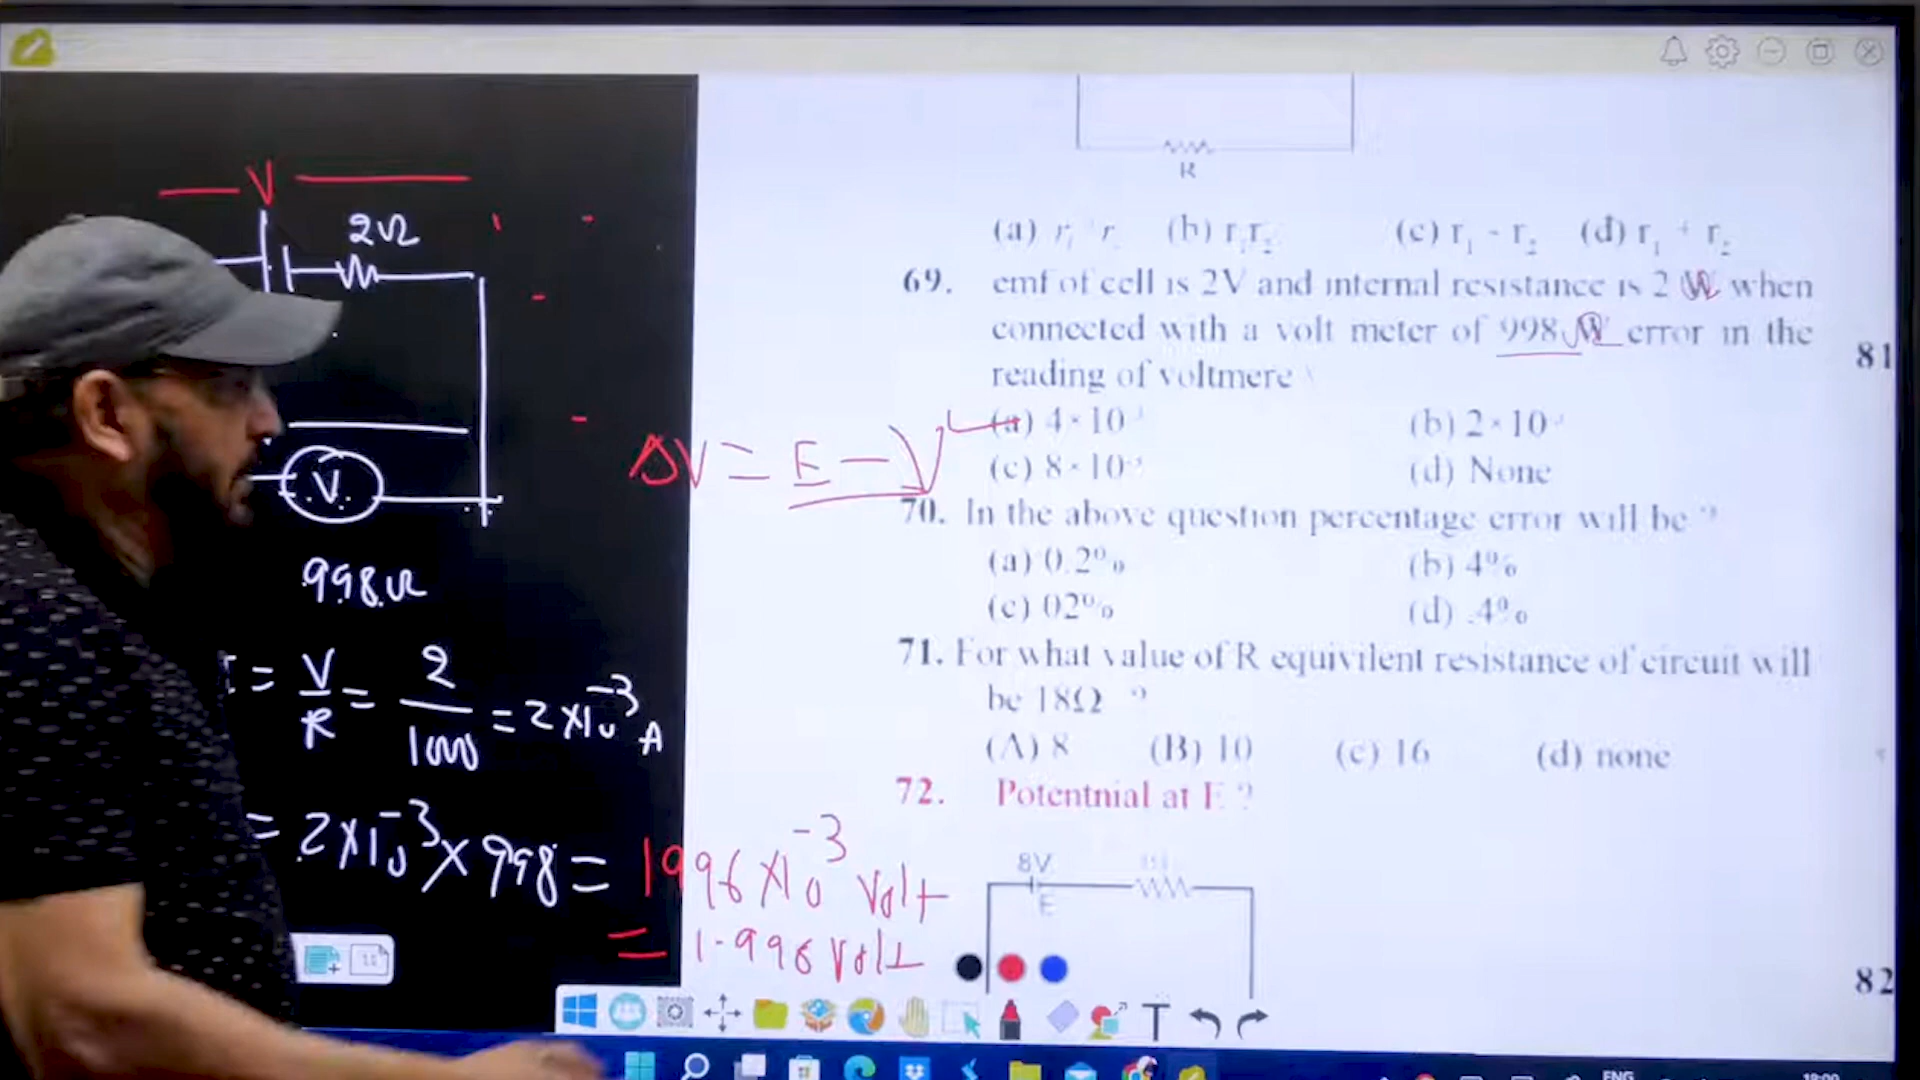 V
2Ω
V
998Ω
= V/R = 2/1000 = 2×10⁻³ A
= 2×10⁻³×998 = 1996×10⁻³ Volt
= 1.996 Volt
ΔV = E – V
R
(b) r₁r₂ (c) r₁ - r₂ (d) r₁ + r₂
69. emf of cell is 2V and internal resistance is 2 W when
connected with a volt meter of 998 W error in the
reading of voltmere
(a) 4×10 (b) 2×10
(c) 8×10 (d) None
70. In the above question percentage error will be ?
(a) 0.2% (b) 4%
(c) 02% (d) .4%
71. For what value of R equivilent resistance of circuit will
be 18Ω ?
(A) 8 (B) 10 (c) 16 (d) none
72. Potentnial at E ?
8V
E
81
82
T
ENG